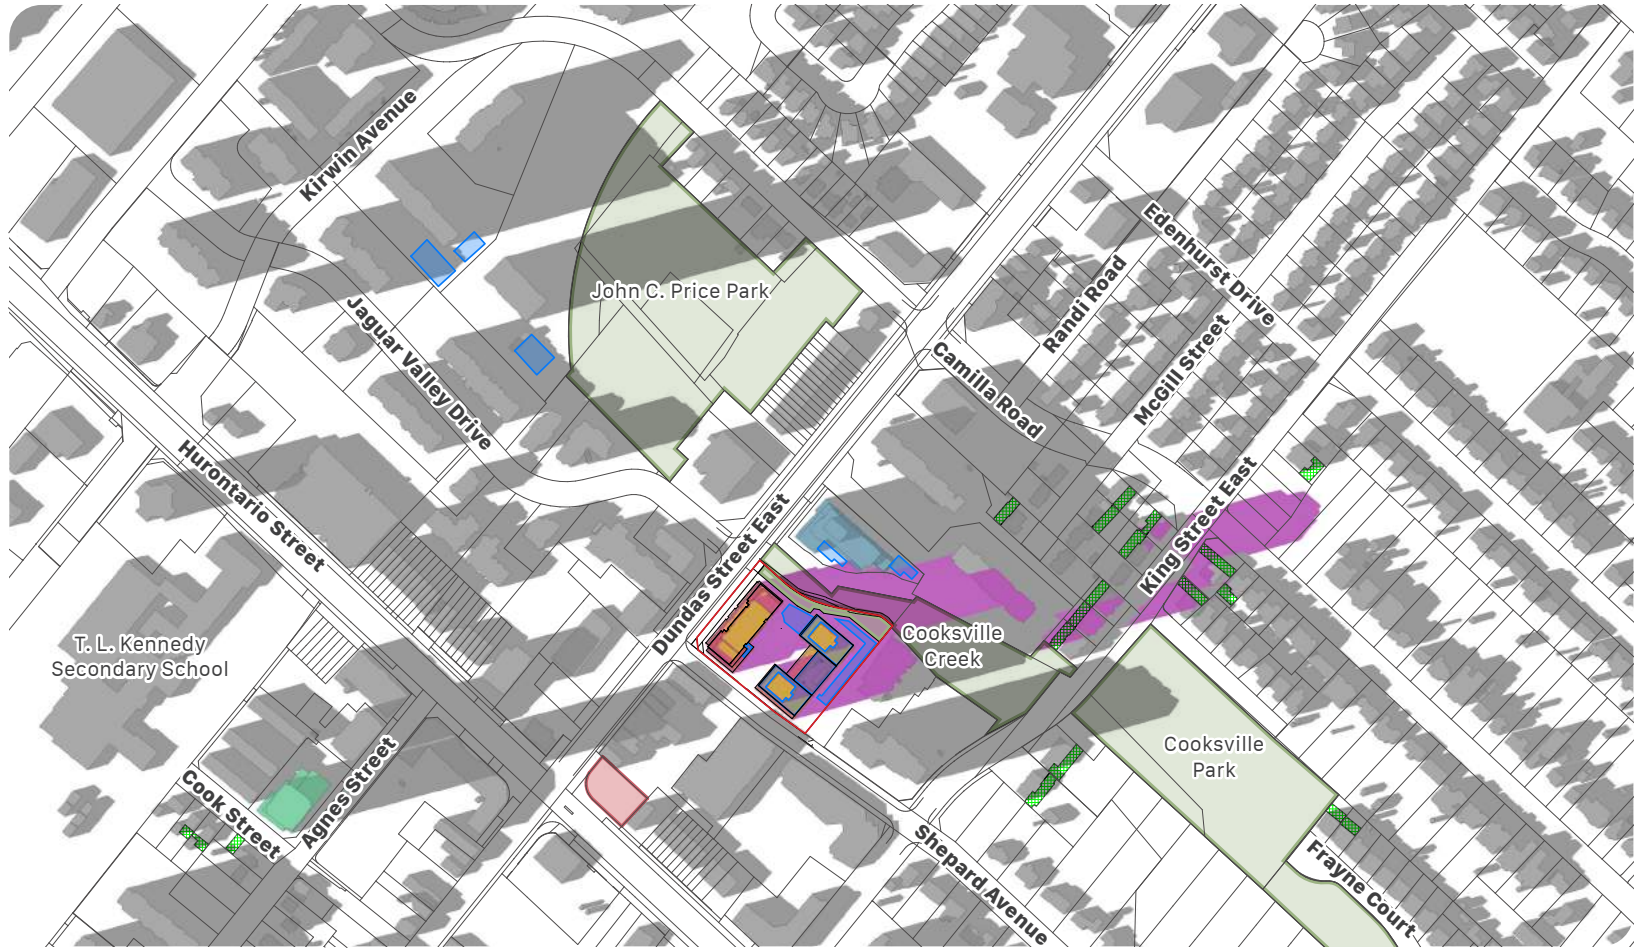 Kirwin Avenue
Edenhurst Drive
John C. Price Park
Randi Road
Jaguar Valley Drive
McGill Street
Camilla Road
Hurontario Street
King Street East
Dundas Street East
T. L. Kennedy
Secondary School
Cooksville
Creek
Cooksville
Park
Cook Street
Agnes Street
Shepard Avenue
Frayne Court